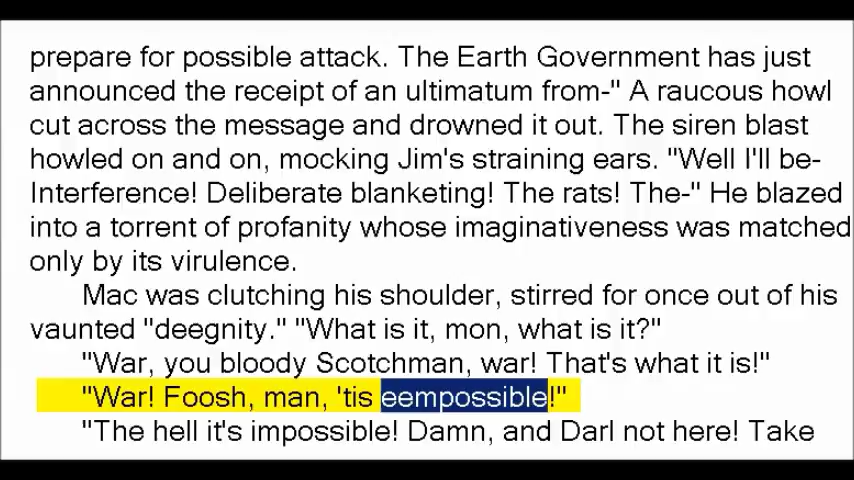 prepare for possible attack. The Earth Government has just
announced the receipt of an ultimatum from-" A raucous howl
cut across the message and drowned it out. The siren blast
howled on and on, mocking Jim's straining ears. "Well I'll be-
Interference! Deliberate blanketing! The rats! The-" He blazed
into a torrent of profanity whose imaginativeness was matched
only by its virulence.
Mac was clutching his shoulder, stirred for once out of his
vaunted "deegnity." "What is it, mon, what is it?"
"War, you bloody Scotchman, war! That's what it is!"
"War! Foosh, man, 'tis eempossible!"
"The hell it's impossible! Damn, and Darl not here! Take